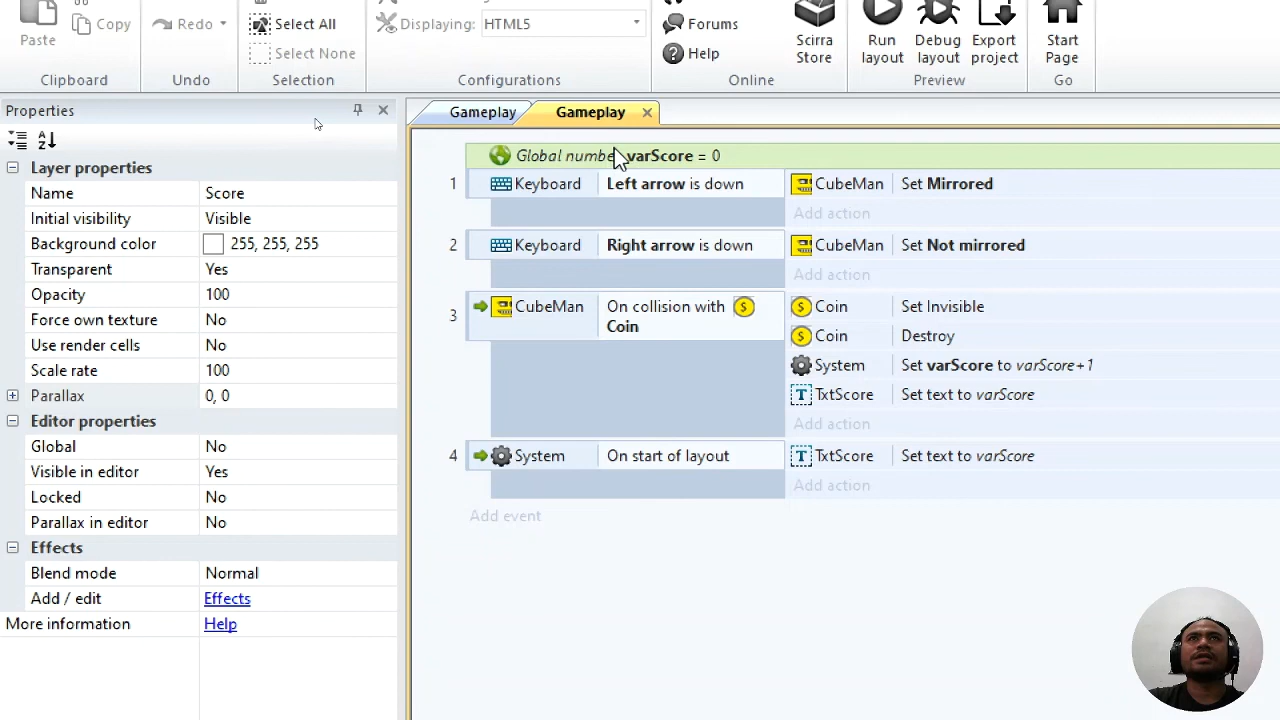 Paste
Copy
Redo
Select All
Select None
Displaying: HTML5
Forums
Help
Scirra Store
Run layout
Debug layout
Export project
Start Page
Clipboard
Undo
Selection
Configurations
Online
Preview
Go
Properties
Gameplay
Gameplay
Layer properties
Name Score
Initial visibility Visible
Background color 255, 255, 255
Transparent Yes
Opacity 100
Force own texture No
Use render cells No
Scale rate 100
Parallax 0, 0
Editor properties
Global No
Visible in editor Yes
Locked No
Parallax in editor No
Effects
Blend mode Normal
Add / edit Effects
More information Help
Global number varScore = 0
1 Keyboard Left arrow is down CubeMan Set Mirrored
Add action
2 Keyboard Right arrow is down CubeMan Set Not mirrored
Add action
3 CubeMan On collision with Coin
Coin Set Invisible
Coin Destroy
System Set varScore to varScore+1
TxtScore Set text to varScore
Add action
4 System On start of layout TxtScore Set text to varScore
Add action
Add event